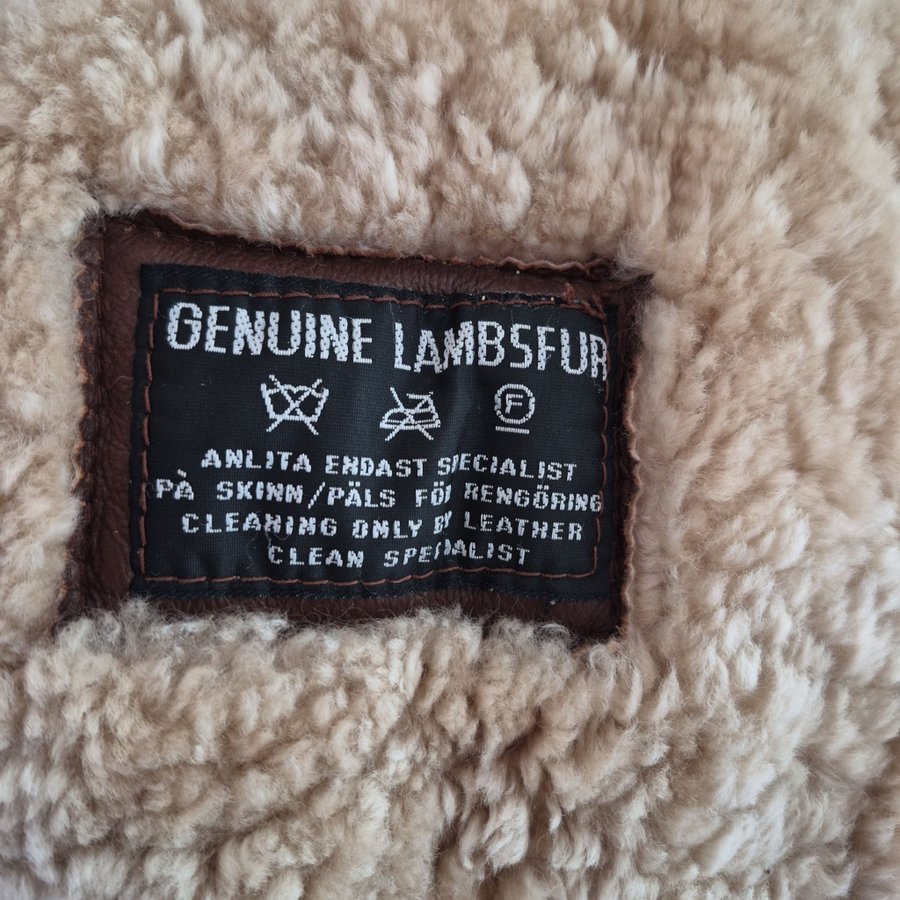 GENUINE LAMBSFUR
F
ANLITA ENDAST SPECIALIST
PÅ SKINN/PÄLS FÖR RENGÖRING
CLEANING ONLY BY LEATHER
CLEAN SPECIALIST